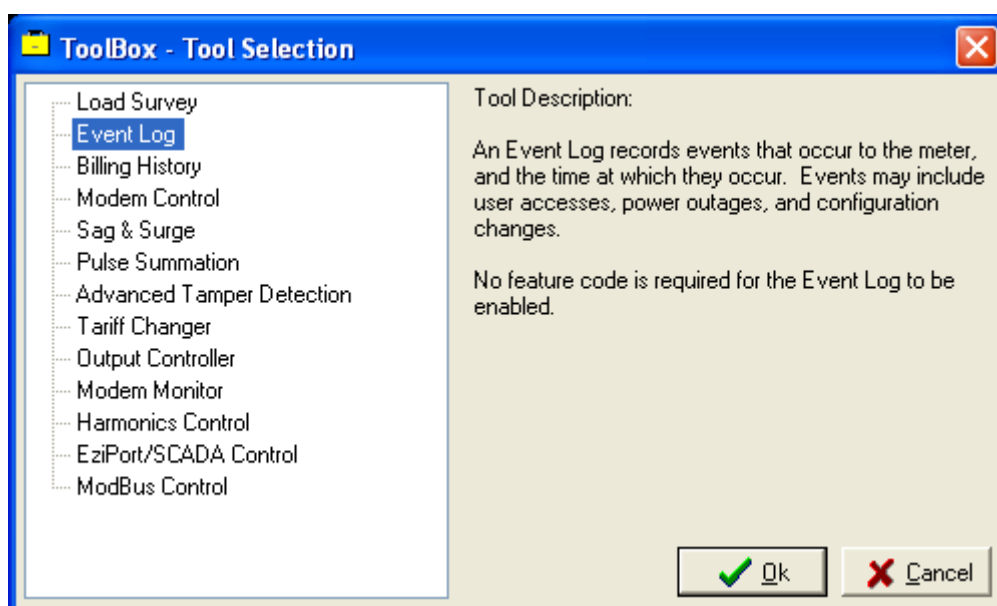 ToolBox - Tool Selection
Load Survey
Event Log
Billing History
Modem Control
Sag & Surge
Pulse Summation
Advanced Tamper Detection
Tariff Changer
Output Controller
Modem Monitor
Harmonics Control
EziPort/SCADA Control
ModBus Control
Tool Description:
An Event Log records events that occur to the meter,
and the time at which they occur.  Events may include
user accesses, power outages, and configuration
changes.
No feature code is required for the Event Log to be
enabled.
Ok
Cancel